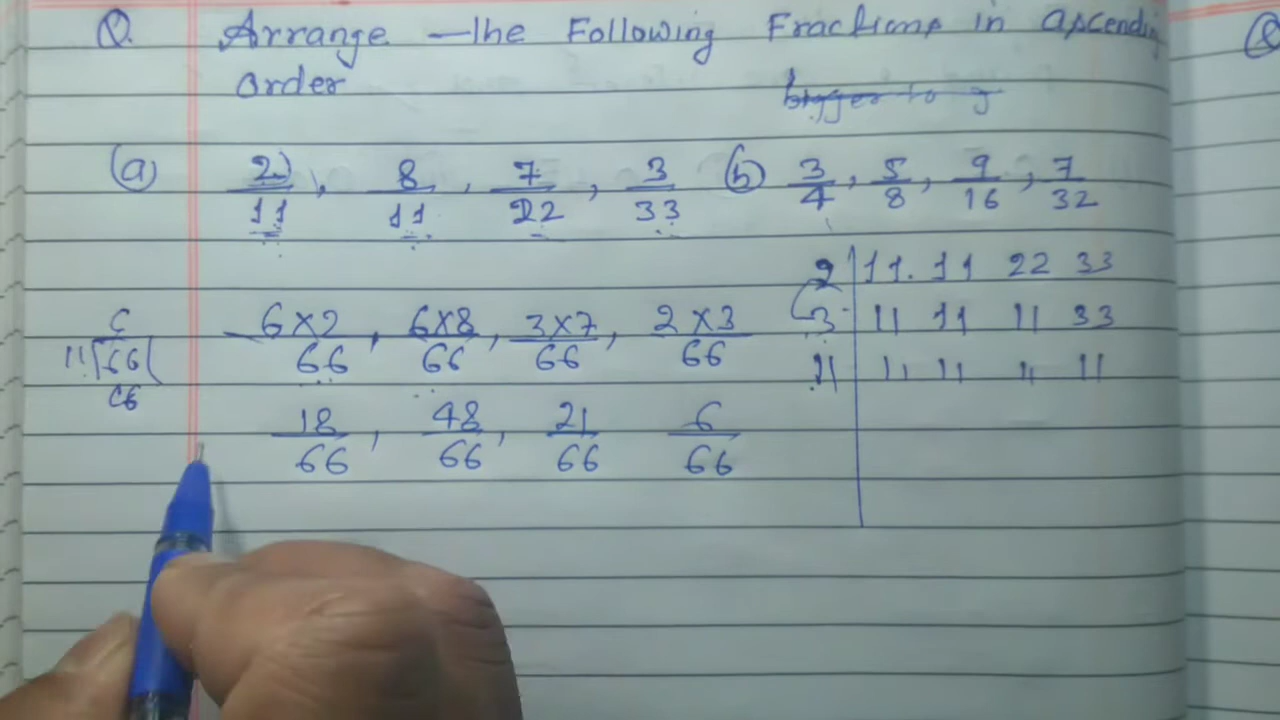 Q. Arrange the Following Fractions in ascending
order
bigger to
(a) 2/11, 8/11, 7/22, 3/33 (b) 3/4, 5/8, 9/16, 7/32
2 | 11. 11 22 33
6×2/66, 6×8/66, 3×7/66, 2×3/66
3 | 11 11 11 33
11 | 11 11 11 11
6
11)66(
66
18/66, 48/66, 21/66 6/66